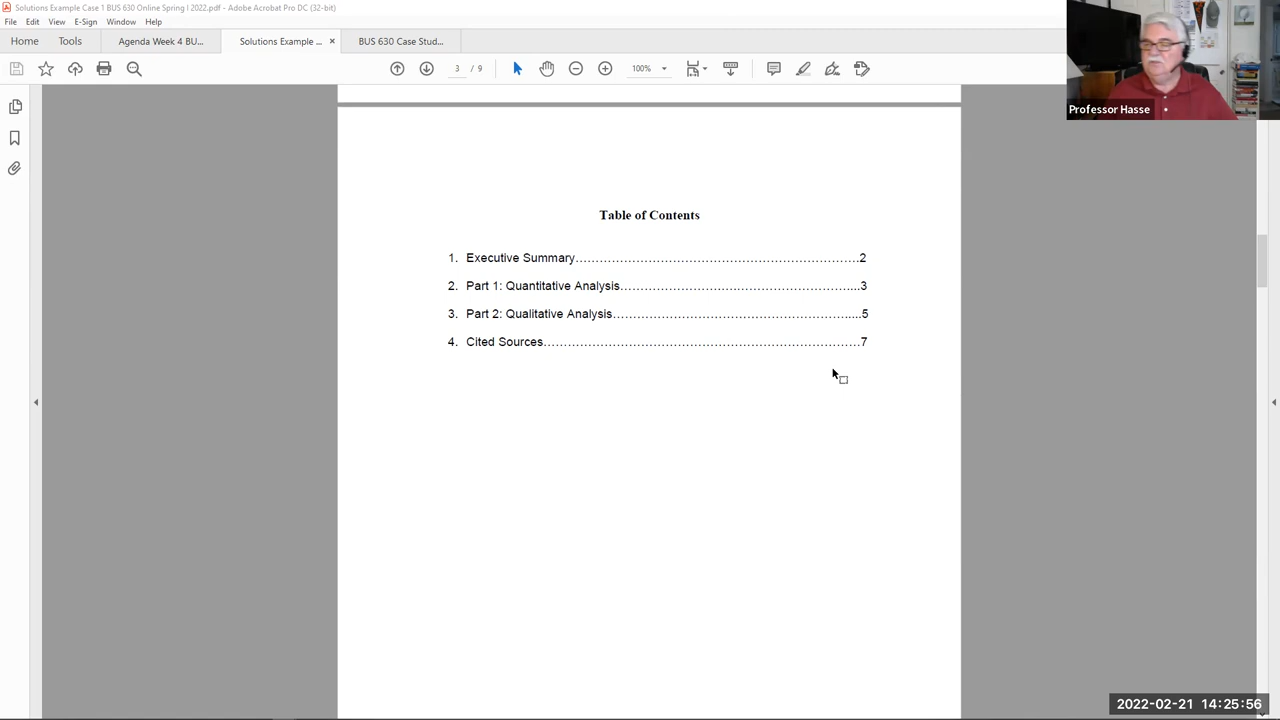 Solutions Example Case 1 BUS 630 Online Spring I 2022.pdf - Adobe Acrobat Pro DC (32-bit)
File Edit View E-Sign Window Help
Home Tools Agenda Week 4 BU... Solutions Example ... × BUS 630 Case Stud...
3 / 9 100%
Professor Hasse
Table of Contents
1. Executive Summary……………………………………………………………2
2. Part 1: Quantitative Analysis…………………………………………………...3
3. Part 2: Qualitative Analysis………………………………………………….....5
4. Cited Sources……………………………………………………………………7
2022-02-21 14:25:56